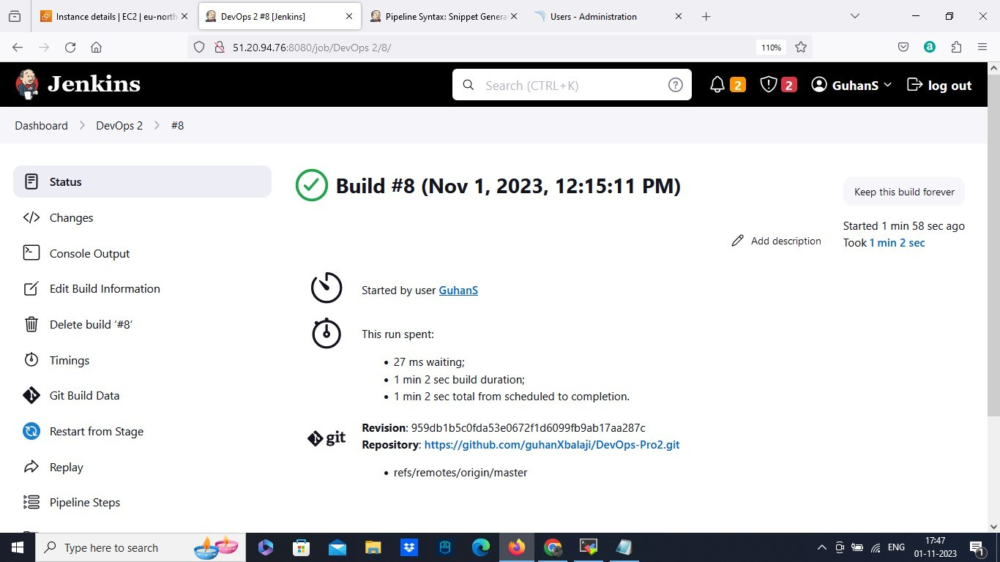 Instance details | EC2 | eu-north
DevOps 2 #8 [Jenkins]
Pipeline Syntax: Snippet Genera
Users - Administration
51.20.94.76:8080/job/DevOps 2/8/
110%
Jenkins
Search (CTRL+K)
2
2
GuhanS
log out
Dashboard
DevOps 2
#8
Status
Changes
Console Output
Edit Build Information
Delete build ‘#8’
Timings
Git Build Data
Restart from Stage
Replay
Pipeline Steps
Build #8 (Nov 1, 2023, 12:15:11 PM)
Keep this build forever
Started 1 min 58 sec ago
Took 1 min 2 sec
Add description
Started by user GuhanS
This run spent:
• 27 ms waiting;
• 1 min 2 sec build duration;
• 1 min 2 sec total from scheduled to completion.
git
Revision: 959db1b5c0fda53e0672f1d6099fb9ab17aa287c
Repository: https://github.com/guhanXbalaji/DevOps-Pro2.git
• refs/remotes/origin/master
Type here to search
ENG
17:47
01-11-2023
1